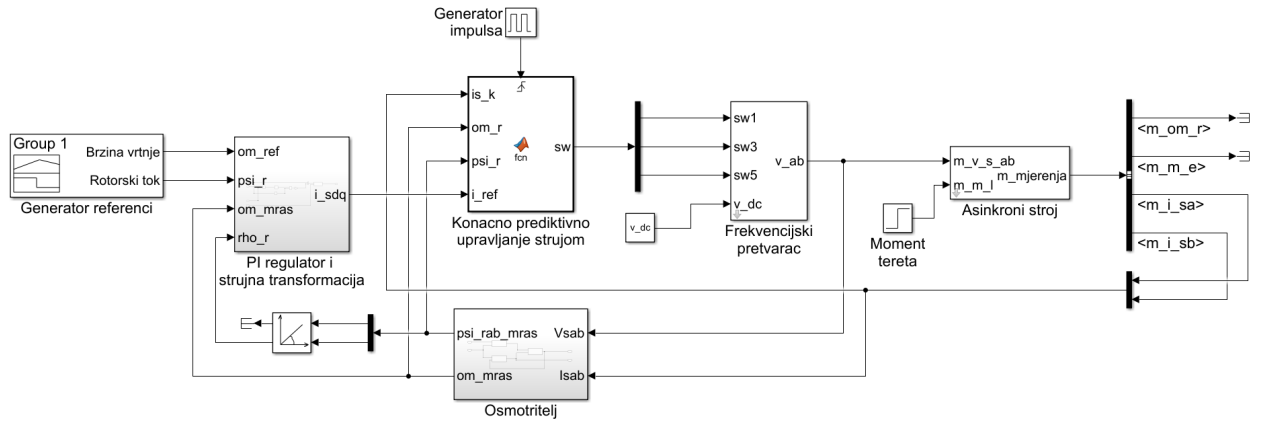 Generator
impulsa
Group 1
Brzina vrtnje
Rotorski tok
Generator referenci
om_ref
psi_r
om_mras
rho_r
i_sdq
PI regulator i
strujna transformacija
is_k
om_r
psi_r
i_ref
fcn
sw
Konacno prediktivno
upravljanje strujom
sw1
sw3
sw5
v_dc
v_ab
v_dc
Frekvencijski
pretvarac
m_v_s_ab
m_m_l
m_mjerenja
Asinkroni stroj
Moment
tereta
<m_om_r>
<m_m_e>
<m_i_sa>
<m_i_sb>
psi_rab_mras
om_mras
Vsab
Isab
Osmotritelj